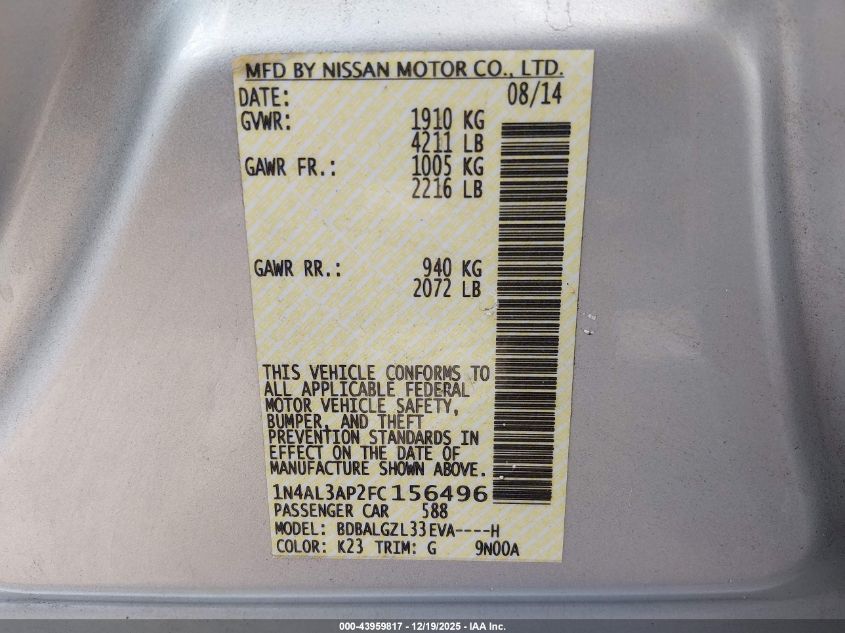 MFD BY NISSAN MOTOR CO., LTD.
DATE: 08/14
GVWR: 1910 KG
4211 LB
GAWR FR.: 1005 KG
2216 LB
GAWR RR.: 940 KG
2072 LB
THIS VEHICLE CONFORMS TO
ALL APPLICABLE FEDERAL
MOTOR VEHICLE SAFETY,
BUMPER, AND THEFT
PREVENTION STANDARDS IN
EFFECT ON THE DATE OF
MANUFACTURE SHOWN ABOVE.
1N4AL3AP2FC156496
PASSENGER CAR 588
MODEL: BDBALGZL33EVA----H
COLOR: K23 TRIM: G 9N00A
000-43959817 - 12/19/2025 - IAA Inc.